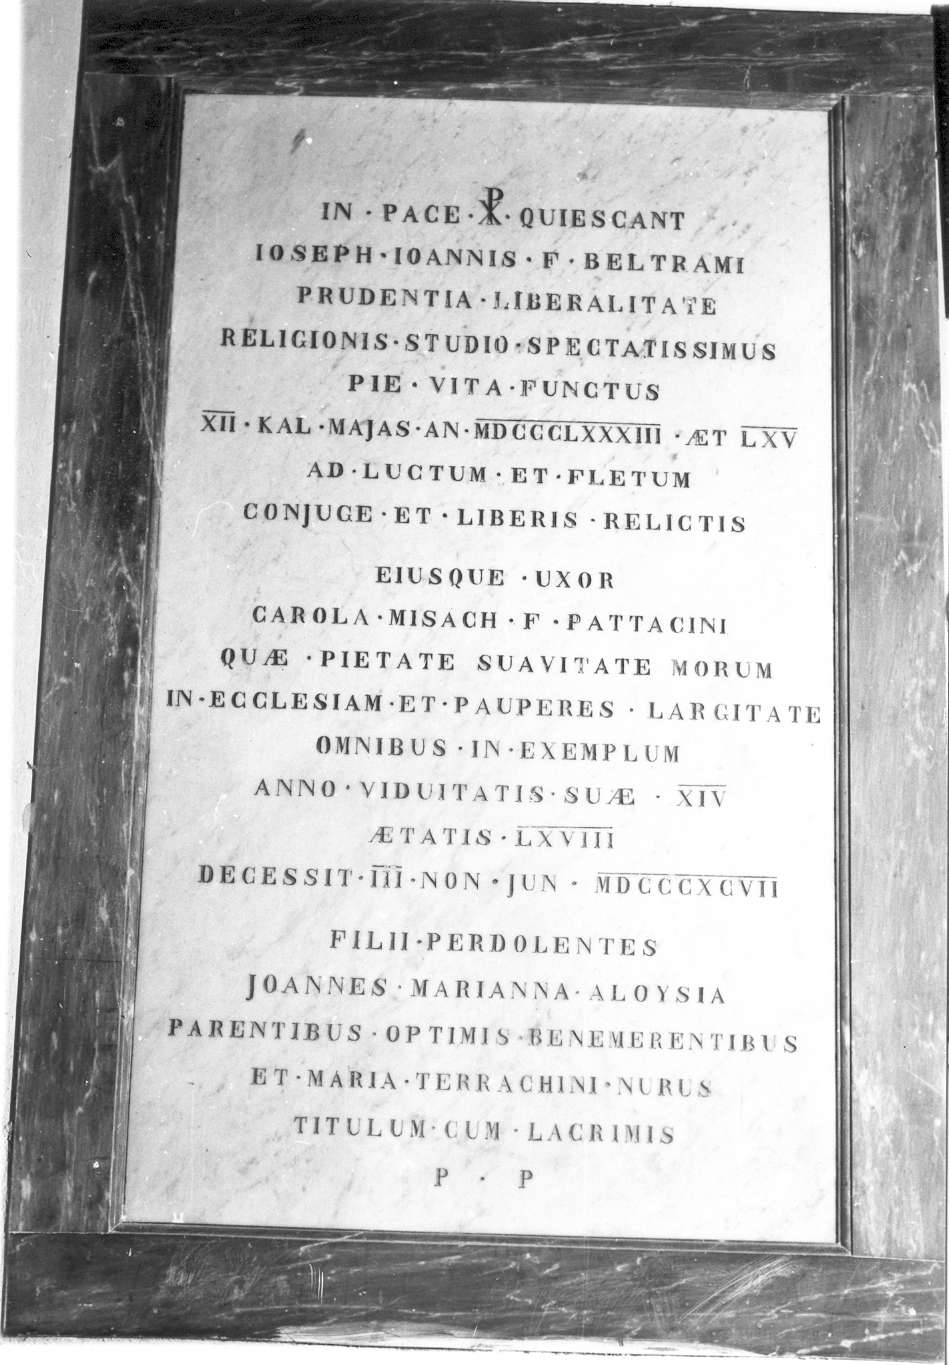 IN · PACE · ☧ · QUIESCANT
IOSEPH · IOANNIS · F · BELTRAMI
PRUDENTIA · LIBERALITATE
RELIGIONIS · STUDIO · SPECTATISSIMUS
PIE · VITA · FUNCTUS
XII · KAL · MAJAS · AN · MDCCCLXXXIII · ÆT LXV
AD · LUCTUM · ET · FLETUM
CONJUGE · ET · LIBERIS · RELICTIS
EIUSQUE · UXOR
CAROLA · MISACH · F · PATTACINI
QUÆ · PIETATE SUAVITATE MORUM
IN · ECCLESIAM · ET · PAUPERES · LARGITATE
OMNIBUS · IN · EXEMPLUM
ANNO · VIDUITATIS · SUÆ · XIV
ÆTATIS · LXVIII
DECESSIT · III · NON · JUN · MDCCCXCVII
FILII · PERDOLENTES
JOANNES · MARIANNA · ALOYSIA
PARENTIBUS · OPTIMIS · BENEMERENTIBUS
ET · MARIA · TERRACHINI · NURUS
TITULUM · CUM · LACRIMIS
P · P